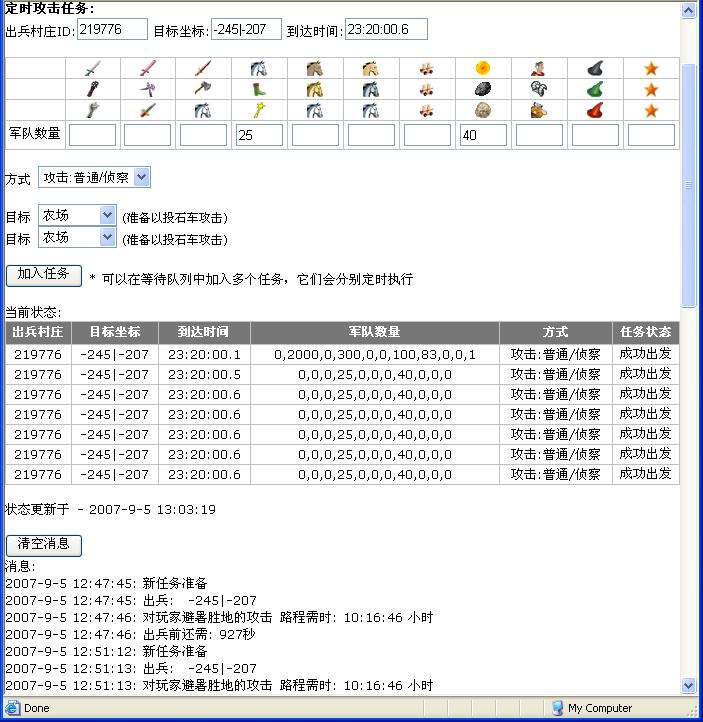 定时攻击任务:
出兵村庄ID: 219776 目标坐标: -245|-207 到达时间: 23:20:00.6
军队数量 25 40
方式 攻击:普通/侦察
目标 农场 (准备以投石车攻击)
目标 农场 (准备以投石车攻击)
加入任务 * 可以在等待队列中加入多个任务，它们会分别定时执行
当前状态:
出兵村庄 目标坐标 到达时间 军队数量 方式 任务状态
219776 -245|-207 23:20:00.1 0,2000,0,300,0,0,100,83,0,0,1 攻击:普通/侦察 成功出发
219776 -245|-207 23:20:00.5 0,0,0,25,0,0,0,40,0,0,0 攻击:普通/侦察 成功出发
219776 -245|-207 23:20:00.6 0,0,0,25,0,0,0,40,0,0,0 攻击:普通/侦察 成功出发
219776 -245|-207 23:20:00.6 0,0,0,25,0,0,0,40,0,0,0 攻击:普通/侦察 成功出发
219776 -245|-207 23:20:00.6 0,0,0,25,0,0,0,40,0,0,0 攻击:普通/侦察 成功出发
219776 -245|-207 23:20:00.6 0,0,0,25,0,0,0,40,0,0,0 攻击:普通/侦察 成功出发
219776 -245|-207 23:20:00.6 0,0,0,25,0,0,0,40,0,0,0 攻击:普通/侦察 成功出发
状态更新于 - 2007-9-5 13:03:19
清空消息
消息:
2007-9-5 12:47:45: 新任务准备
2007-9-5 12:47:45: 出兵: -245|-207
2007-9-5 12:47:46: 对玩家避暑胜地的攻击 路程需时: 10:16:46 小时
2007-9-5 12:47:46: 出兵前还需: 927秒
2007-9-5 12:51:12: 新任务准备
2007-9-5 12:51:13: 出兵: -245|-207
2007-9-5 12:51:13: 对玩家避暑胜地的攻击 路程需时: 10:16:46 小时
Done My Computer